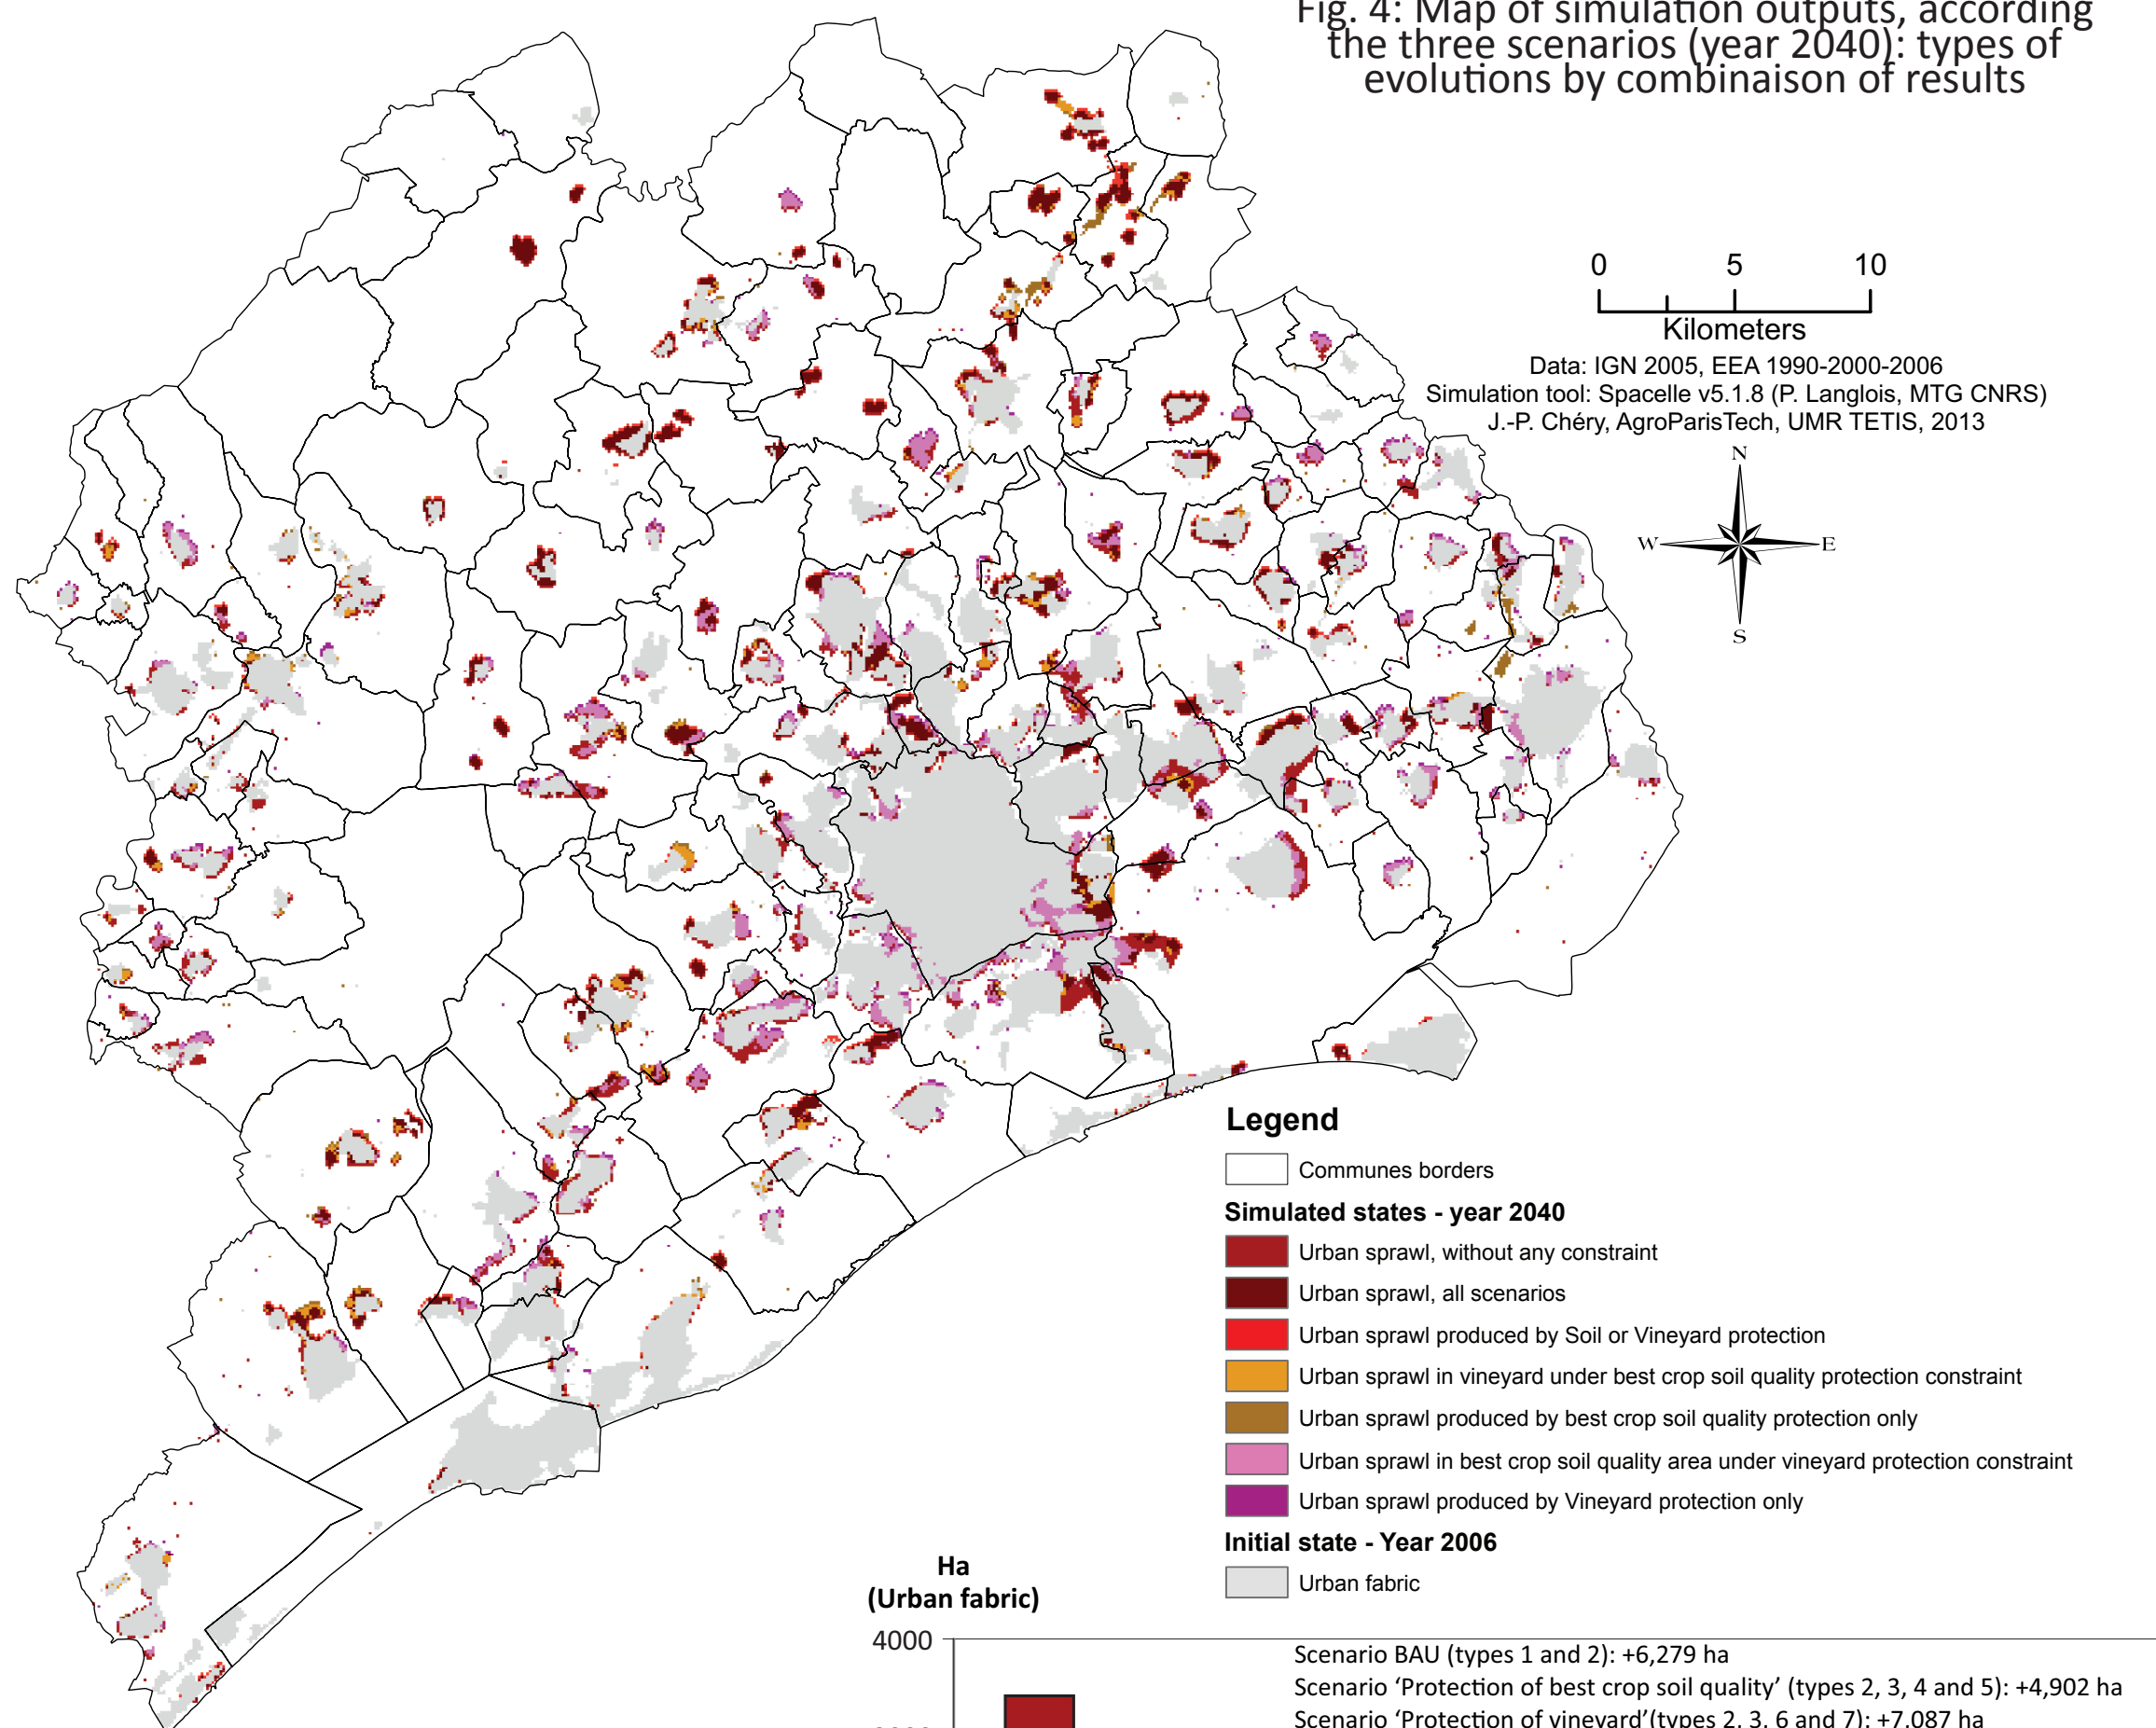 Fig. 4: Map of simulation outputs, according
the three scenarios (year 2040): types of
evolutions by combinaison of results
0 5 10
Kilometers
Data: IGN 2005, EEA 1990-2000-2006
Simulation tool: Spacelle v5.1.8 (P. Langlois, MTG CNRS)
J.-P. Chéry, AgroParisTech, UMR TETIS, 2013
N
W E
S
Legend
Communes borders
Simulated states - year 2040
Urban sprawl, without any constraint
Urban sprawl, all scenarios
Urban sprawl produced by Soil or Vineyard protection
Urban sprawl in vineyard under best crop soil quality protection constraint
Urban sprawl produced by best crop soil quality protection only
Urban sprawl in best crop soil quality area under vineyard protection constraint
Urban sprawl produced by Vineyard protection only
Initial state - Year 2006
Urban fabric
Ha
(Urban fabric)
4000
Scenario BAU (types 1 and 2): +6,279 ha
Scenario ‘Protection of best crop soil quality’ (types 2, 3, 4 and 5): +4,902 ha
Scenario ‘Protection of vineyard’(types 2, 3, 6 and 7): +7,087 ha